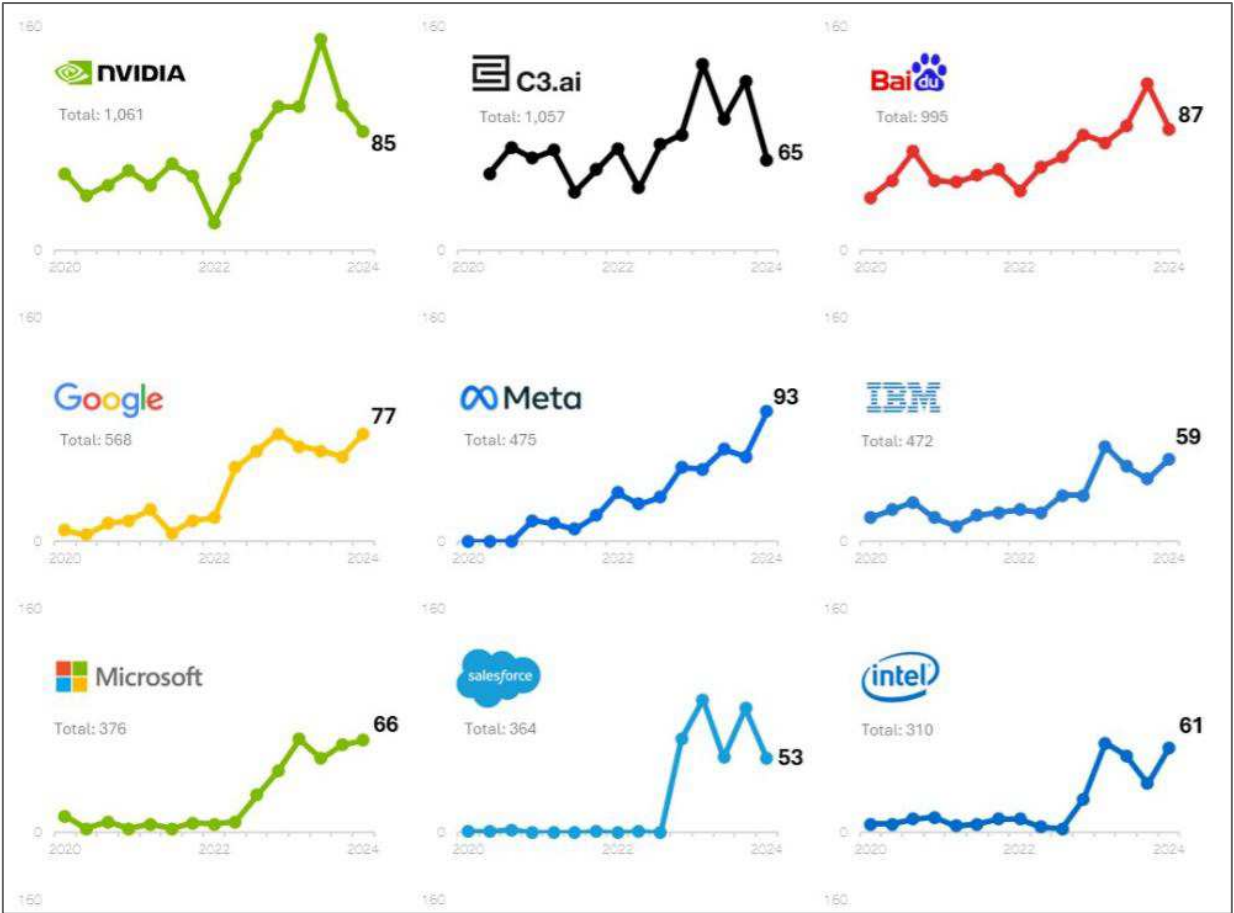 160 160 160
NVIDIA C3.ai Baidu
Total: 1,061 Total: 1,057 Total: 995
85 65 87
0 0 0
2020 2022 2024 2020 2022 2024 2020 2022 2024
160 160 160
Google Meta IBM
Total: 568 Total: 475 Total: 472
77 93 59
0 0 0
2020 2022 2024 2020 2022 2024 2020 2022 2024
160 160 160
Microsoft salesforce intel
Total: 376 Total: 364 Total: 310
66 53 61
0 0 0
2020 2022 2024 2020 2022 2024 2020 2022 2024
160 160 160